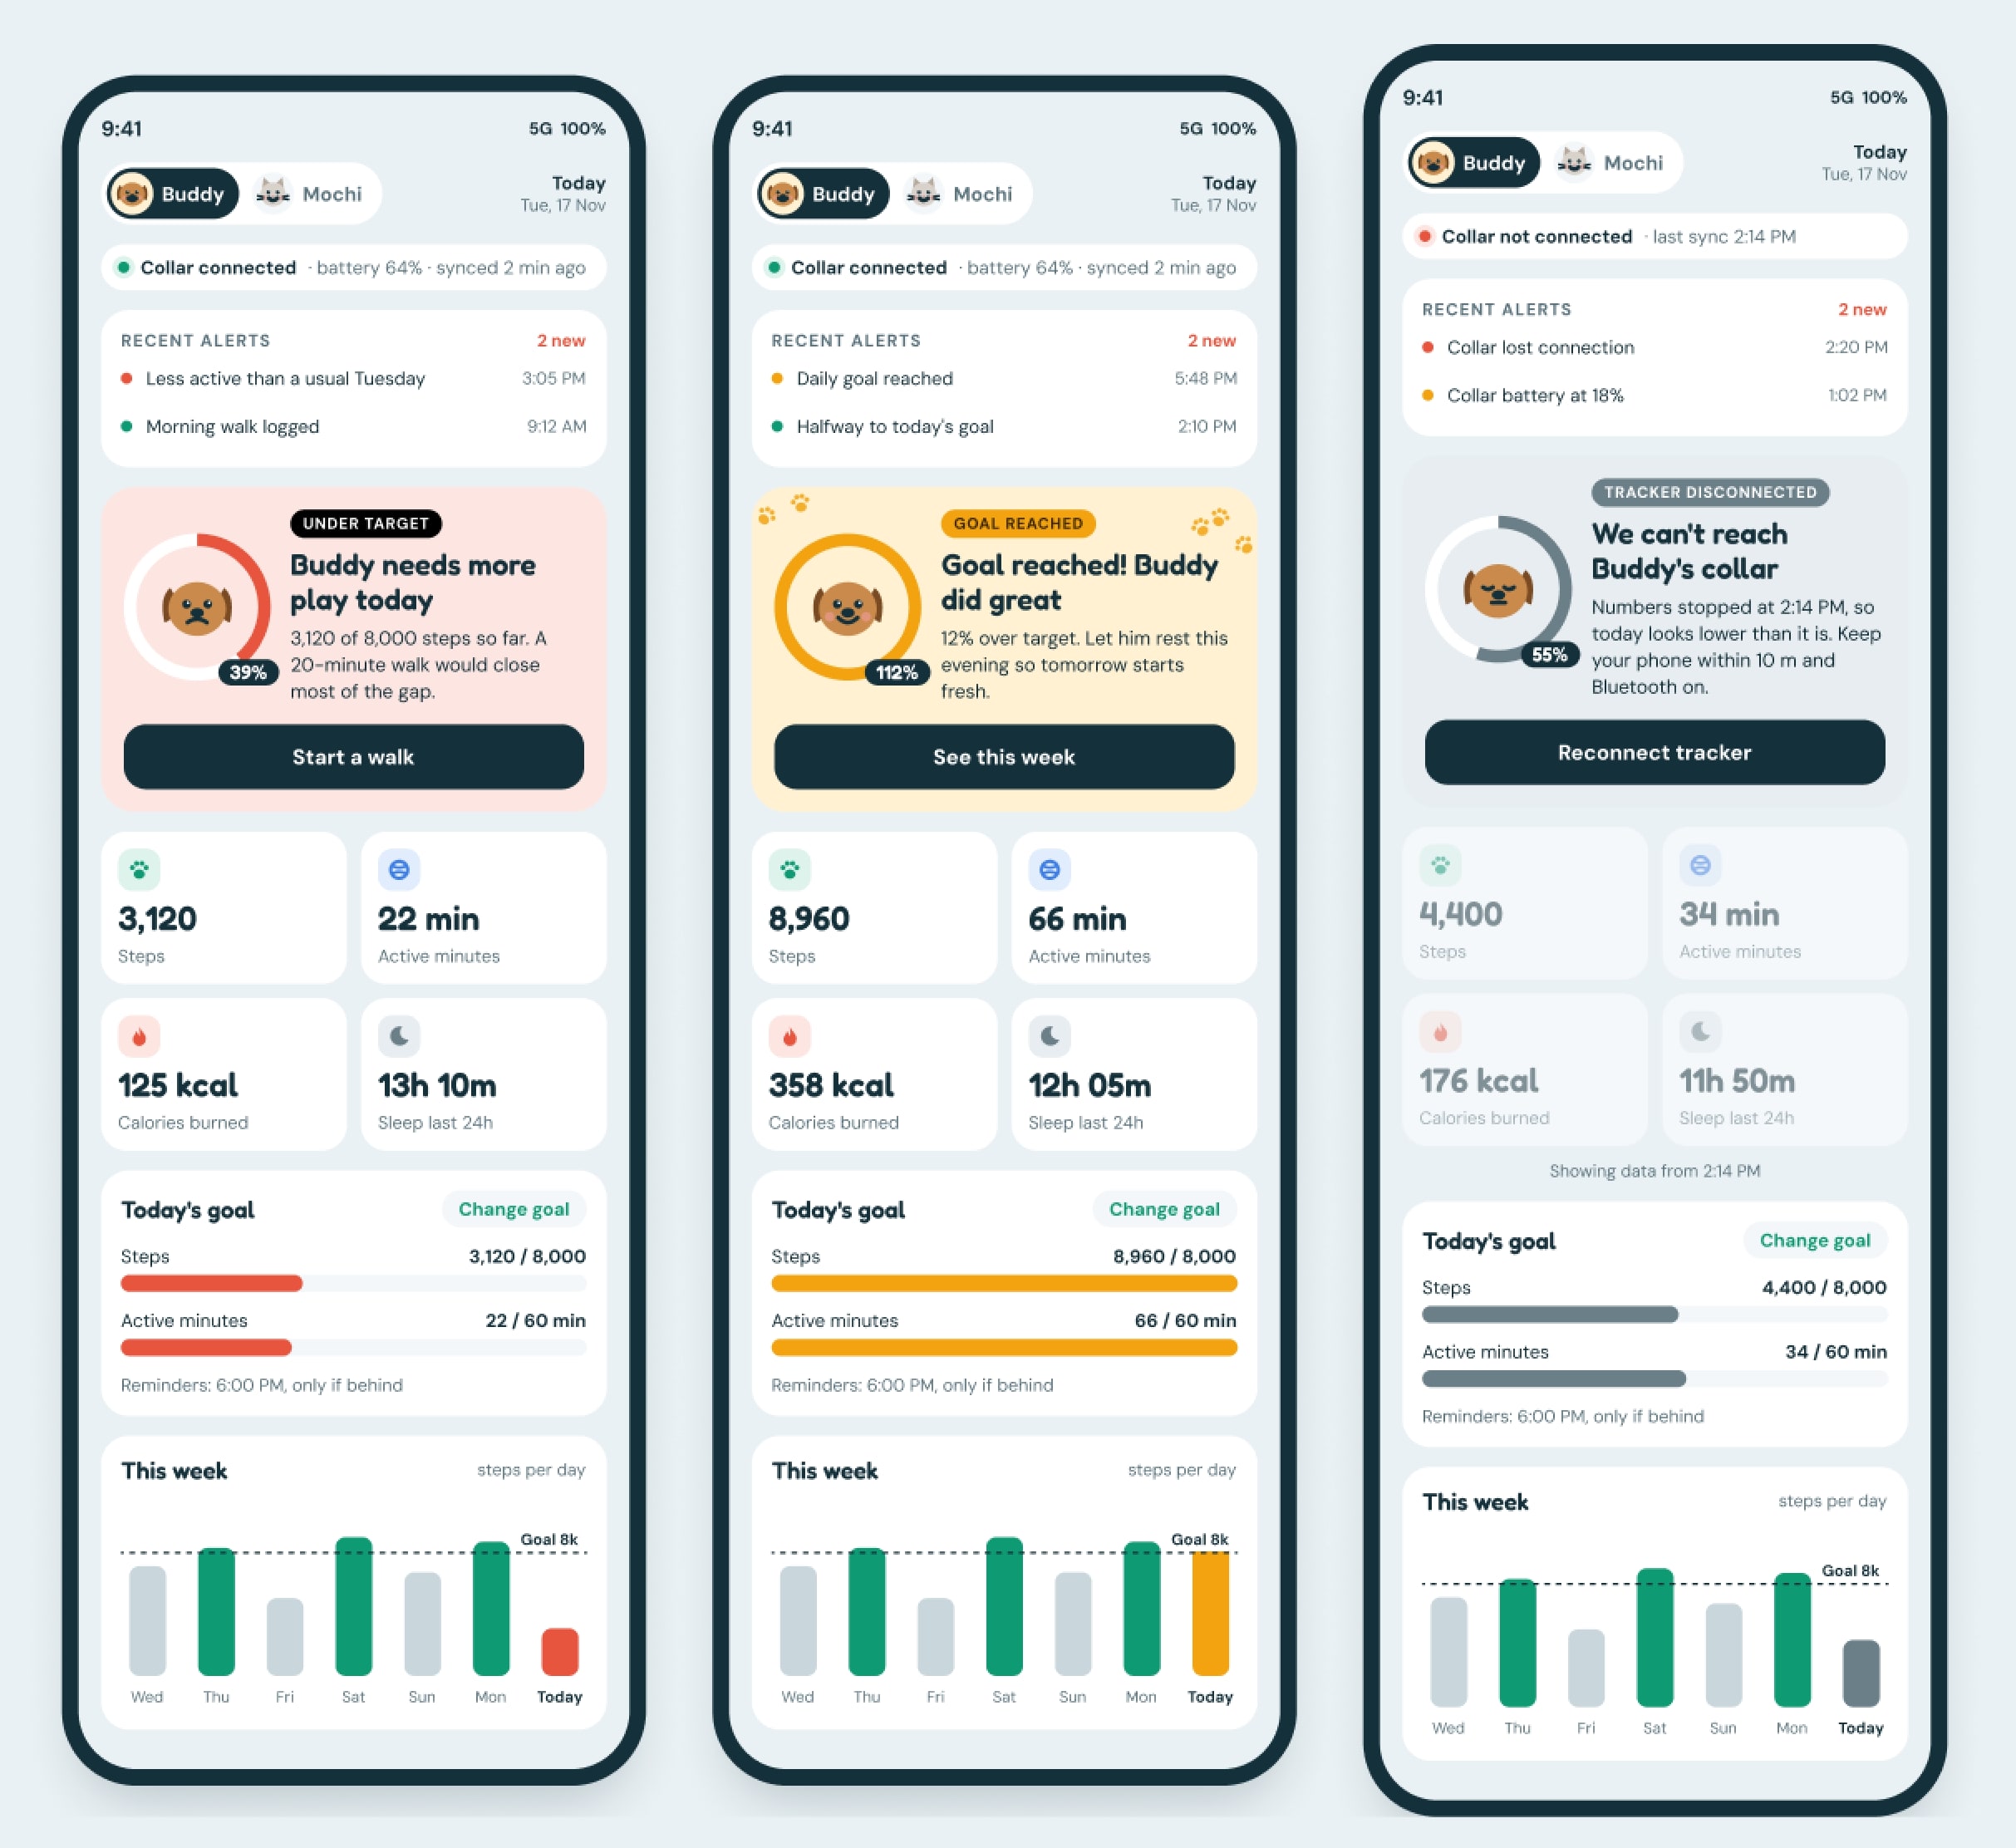 9:41
5G 100%
Buddy
Mochi
Today
Tue, 17 Nov
Collar connected · battery 64% · synced 2 min ago
RECENT ALERTS
2 new
Less active than a usual Tuesday
3:05 PM
Morning walk logged
9:12 AM
39%
UNDER TARGET
Buddy needs more
play today
3,120 of 8,000 steps so far. A
20-minute walk would close
most of the gap.
Start a walk
3,120
Steps
22 min
Active minutes
125 kcal
Calories burned
13h 10m
Sleep last 24h
Today's goal
Change goal
Steps
3,120 / 8,000
Active minutes
22 / 60 min
Reminders: 6:00 PM, only if behind
This week
steps per day
Goal 8k
Wed Thu Fri Sat Sun Mon Today
9:41
5G 100%
Buddy
Mochi
Today
Tue, 17 Nov
Collar connected · battery 64% · synced 2 min ago
RECENT ALERTS
2 new
Daily goal reached
5:48 PM
Halfway to today's goal
2:10 PM
112%
GOAL REACHED
Goal reached! Buddy
did great
12% over target. Let him rest this
evening so tomorrow starts
fresh.
See this week
8,960
Steps
66 min
Active minutes
358 kcal
Calories burned
12h 05m
Sleep last 24h
Today's goal
Change goal
Steps
8,960 / 8,000
Active minutes
66 / 60 min
Reminders: 6:00 PM, only if behind
This week
steps per day
Goal 8k
Wed Thu Fri Sat Sun Mon Today
9:41
5G 100%
Buddy
Mochi
Today
Tue, 17 Nov
Collar not connected · last sync 2:14 PM
RECENT ALERTS
2 new
Collar lost connection
2:20 PM
Collar battery at 18%
1:02 PM
55%
TRACKER DISCONNECTED
We can't reach
Buddy's collar
Numbers stopped at 2:14 PM, so
today looks lower than it is. Keep
your phone within 10 m and
Bluetooth on.
Reconnect tracker
4,400
Steps
34 min
Active minutes
176 kcal
Calories burned
11h 50m
Sleep last 24h
Showing data from 2:14 PM
Today's goal
Change goal
Steps
4,400 / 8,000
Active minutes
34 / 60 min
Reminders: 6:00 PM, only if behind
This week
steps per day
Goal 8k
Wed Thu Fri Sat Sun Mon Today